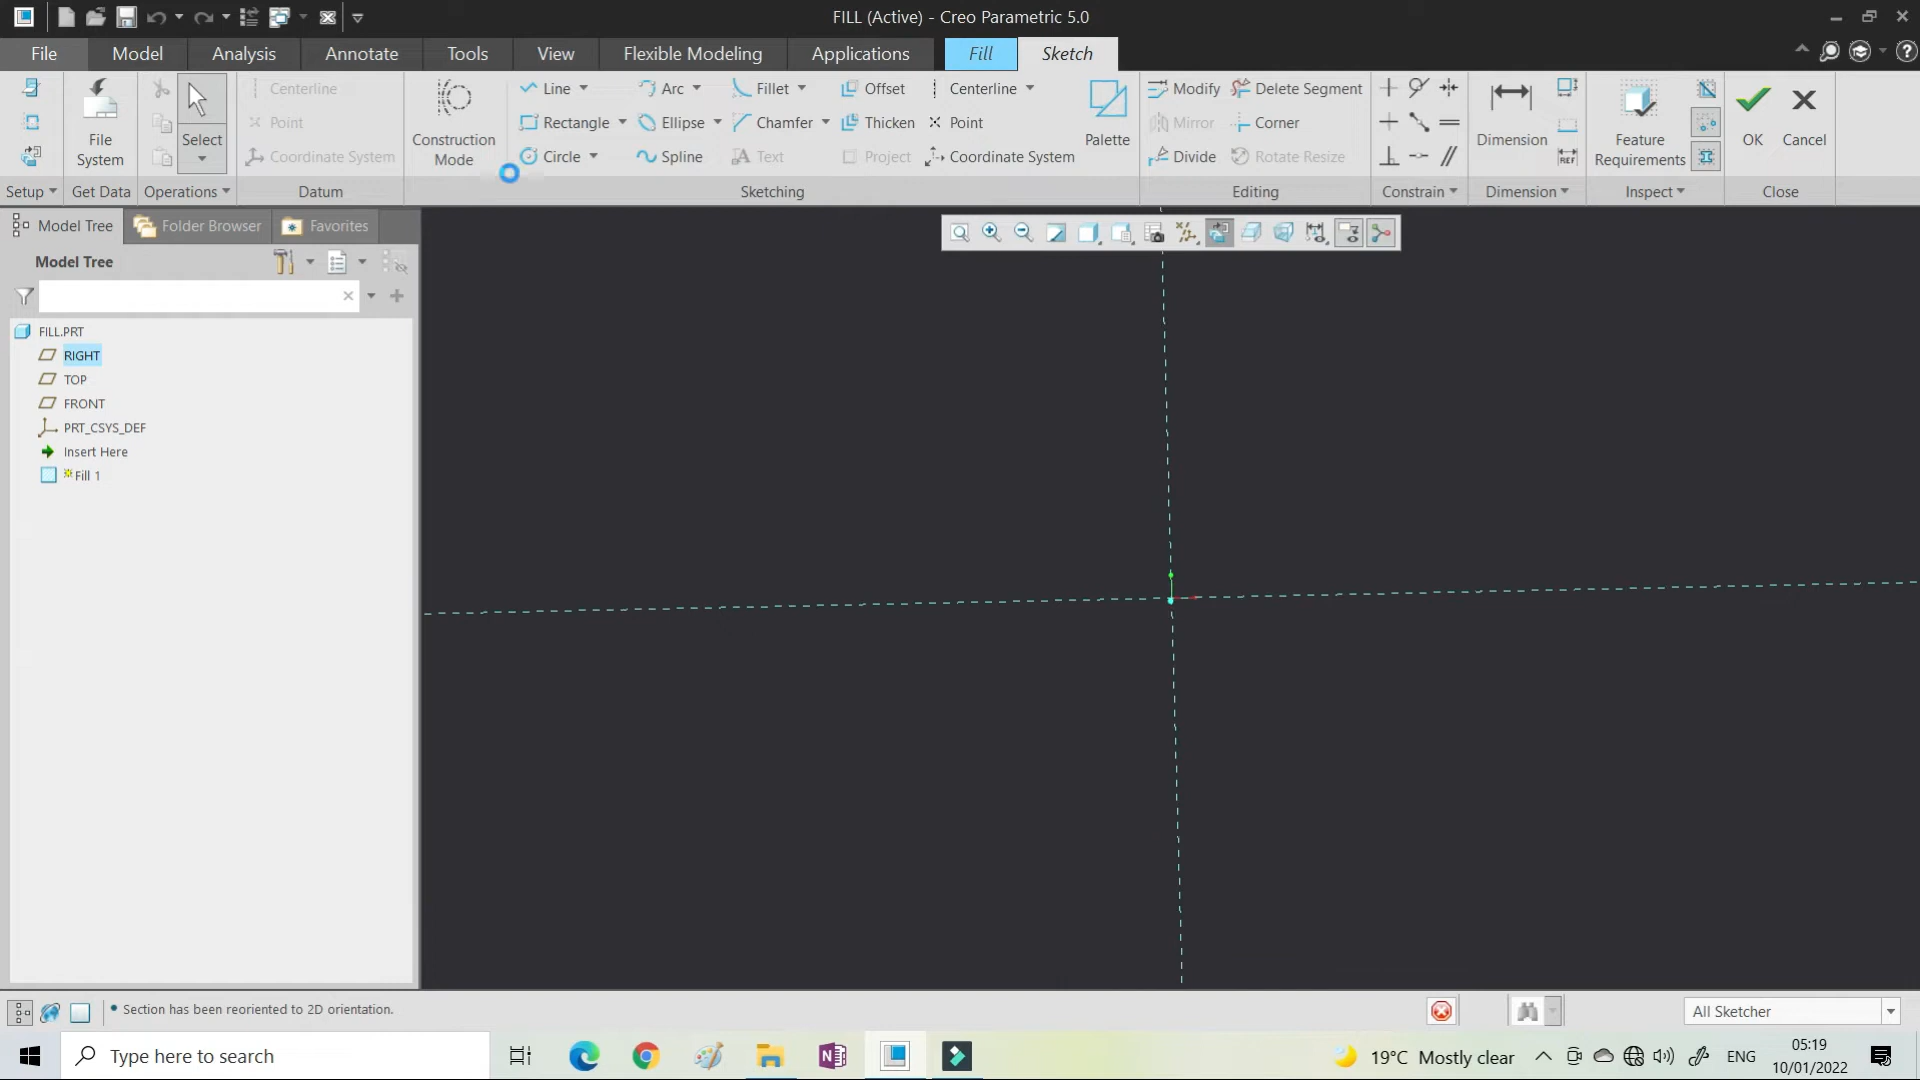 FILL (Active) - Creo Parametric 5.0
File Model Analysis Annotate Tools View Flexible Modeling Applications Fill Sketch
Centerline Line Arc Fillet Offset Centerline Modify Delete Segment
Point Rectangle Ellipse Chamfer Thicken Point Mirror Corner
Coordinate System Circle Spline Text Project Coordinate System Divide Rotate Resize
File System Select Construction Mode Palette Dimension REF Feature Requirements OK Cancel
Setup Get Data Operations Datum Sketching Editing Constrain Dimension Inspect Close
Model Tree Folder Browser Favorites
Model Tree
FILL.PRT
RIGHT
TOP
FRONT
PRT_CSYS_DEF
Insert Here
Fill 1
Section has been reoriented to 2D orientation.
All Sketcher
Type here to search
19°C Mostly clear
ENG
05:19
10/01/2022